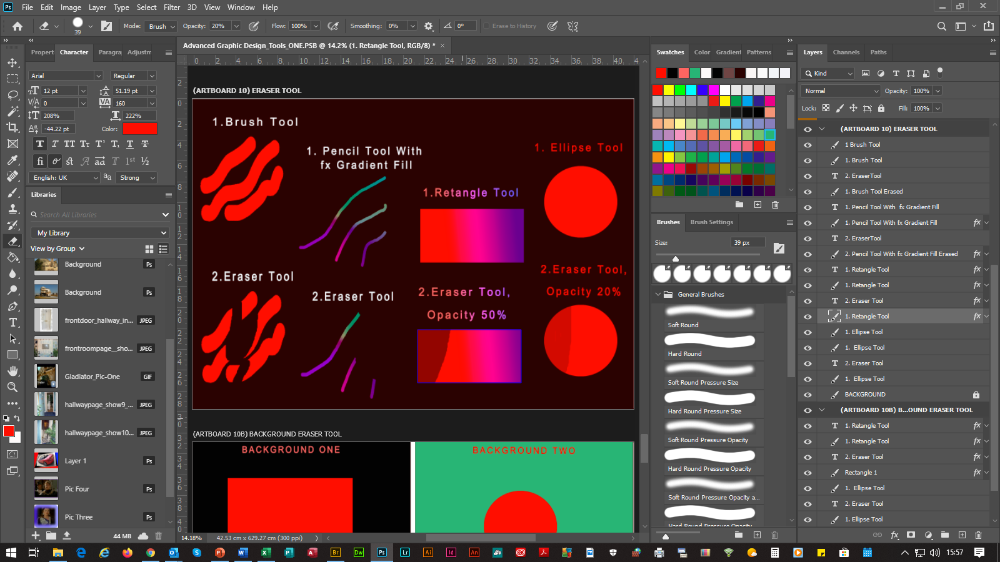 Ps File Edit Image Layer Type Select Filter 3D View Window Help
39 Mode: Brush Opacity: 20% Flow: 100% Smoothing: 0% 0° Erase to History
Advanced Graphic Design_Tools_ONE.PSB @ 14.2% (1. Retangle Tool, RGB/8) *
Properti Character Paragra Adjustm
Arial Regular
12 pt 51.19 pt
0 160
208% 222%
-44.22 pt Color:
English: UK Strong
Libraries
Search All Libraries
My Library
View by Group
Background Ps
Background Ps
frontdoor_hallway_in... JPEG
frontroompage__sho... JPEG
Gladiator_Pic-One GIF
hallwaypage_show9_... JPEG
hallwaypage_show10... JPEG
Layer 1 Ps
Pic Four Ps
Pic Three Ps
44 MB
0 2 4 6 8 10 12 14 16 18 20 22 24 26 28 30 32 34 36 38 40 4
(ARTBOARD 10) ERASER TOOL
1.Brush Tool
1. Pencil Tool With
fx Gradient Fill
1.Retangle Tool
1. Ellipse Tool
2.Eraser Tool
2.Eraser Tool
2.Eraser Tool,
Opacity 50%
2.Eraser Tool,
Opacity 20%
(ARTBOARD 10B) BACKGROUND ERASER TOOL
BACKGROUND ONE
BACKGROUND TWO
14.18% 42.53 cm x 629.27 cm (300 ppi)
Swatches Color Gradient Patterns
Brushes Brush Settings
Size: 39 px
General Brushes
Soft Round
Hard Round
Soft Round Pressure Size
Hard Round Pressure Size
Soft Round Pressure Opacity
Hard Round Pressure Opacity
Soft Round Pressure Opacity a...
Hard Round Pressure Opacity
Layers Channels Paths
Kind
Normal Opacity: 100%
Lock: Fill: 100%
(ARTBOARD 10) ERASER TOOL
1 Brush Tool
1. Brush Tool
2. EraserTool
1. Brush Tool Erased
1. Pencil Tool With fx Gradient Fill
1. Pencil Tool With fx Gradient Fill fx
2. EraserTool
2. Pencil Tool With fx Gradient Fill Erased fx
1. Retangle Tool fx
1. Retangle Tool fx
2. Eraser Tool fx
1. Retangle Tool fx
1. Ellipse Tool
1. Ellipse Tool
2. Eraser Tool
1. Ellipse Tool
BACKGROUND
(ARTBOARD 10B) B...OUND ERASER TOOL
1. Retangle Tool fx
1. Retangle Tool fx
2. Eraser Tool fx
Rectangle 1 fx
1. Ellipse Tool
2. Eraser Tool
1. Ellipse Tool
15:57